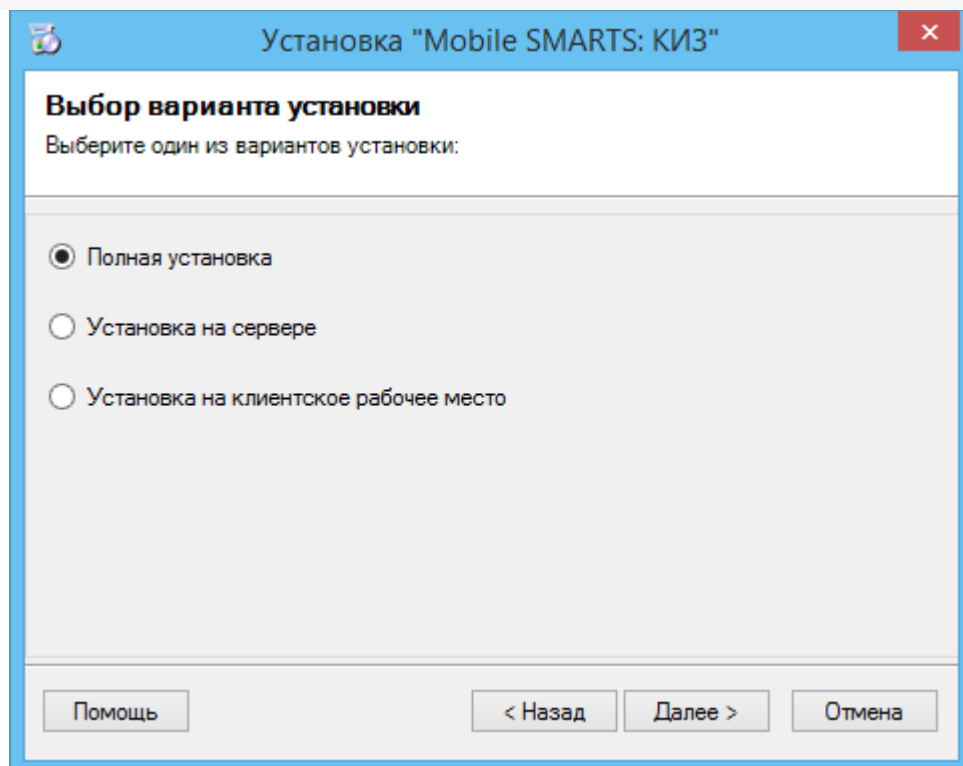 Установка "Mobile SMARTS: КИЗ"
Выбор варианта установки
Выберите один из вариантов установки:
Полная установка
Установка на сервере
Установка на клиентское рабочее место
Помощь
< Назад
Далее >
Отмена